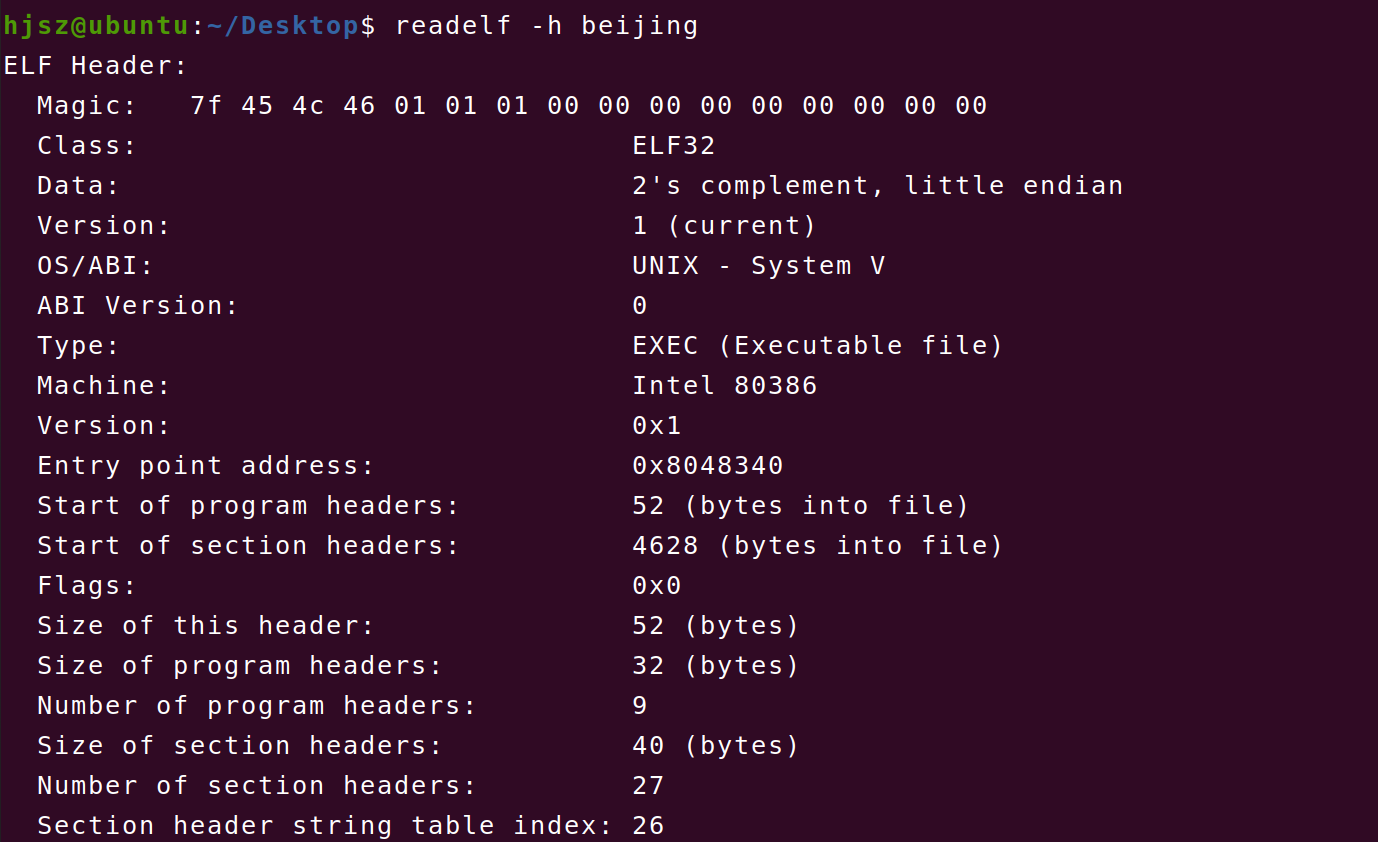 hjsz@ubuntu:~/Desktop$ readelf -h beijing
ELF Header:
  Magic:   7f 45 4c 46 01 01 01 00 00 00 00 00 00 00 00 00
  Class:                             ELF32
  Data:                              2's complement, little endian
  Version:                           1 (current)
  OS/ABI:                            UNIX - System V
  ABI Version:                       0
  Type:                              EXEC (Executable file)
  Machine:                           Intel 80386
  Version:                           0x1
  Entry point address:               0x8048340
  Start of program headers:          52 (bytes into file)
  Start of section headers:          4628 (bytes into file)
  Flags:                             0x0
  Size of this header:               52 (bytes)
  Size of program headers:           32 (bytes)
  Number of program headers:         9
  Size of section headers:           40 (bytes)
  Number of section headers:         27
  Section header string table index: 26